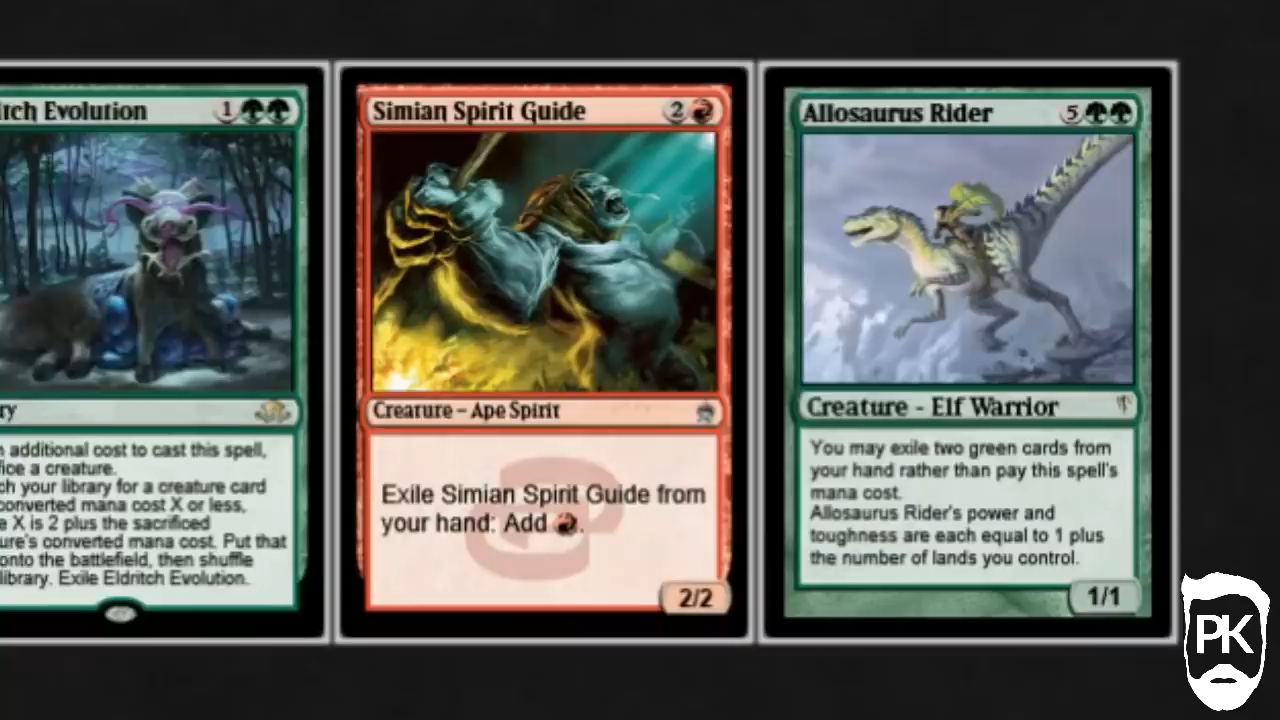 itch Evolution 1
ry
n additional cost to cast this spell,
fice a creature.
ch your library for a creature card
converted mana cost X or less,
e X is 2 plus the sacrificed
ure's converted mana cost. Put that
onto the battlefield, then shuffle
library. Exile Eldritch Evolution.
Simian Spirit Guide 2
Creature – Ape Spirit
Exile Simian Spirit Guide from
your hand: Add .
2/2
Allosaurus Rider 5
Creature - Elf Warrior
You may exile two green cards from
your hand rather than pay this spell's
mana cost.
Allosaurus Rider's power and
toughness are each equal to 1 plus
the number of lands you control.
1/1
PK